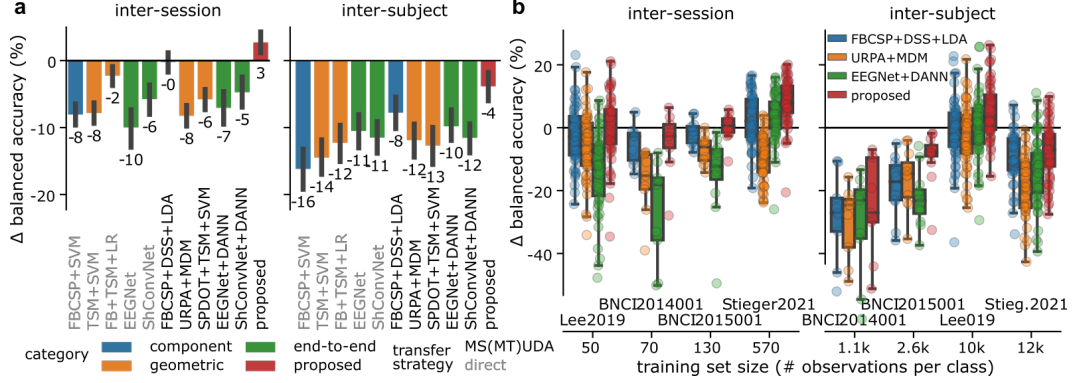 a
inter-session
inter-subject
Δ balanced accuracy (%)
0
-10
-20
-8
-8
-2
-10
-6
-0
-8
-6
-7
-5
3
-16
-14
-12
-11
-11
-8
-12
-13
-10
-12
-4
FBCSP+SVM
TSM+SVM
FB+TSM+LR
EEGNet
ShConvNet
FBCSP+DSS+LDA
URPA+MDM
SPDOT+TSM+SVM
EEGNet+DANN
ShConvNet+DANN
proposed
FBCSP+SVM
TSM+SVM
FB+TSM+LR
EEGNet
ShConvNet
FBCSP+DSS+LDA
URPA+MDM
SPDOT+TSM+SVM
EEGNet+DANN
ShConvNet+DANN
proposed
category
component
geometric
end-to-end
proposed
transfer
strategy
MS(MT)UDA
direct
b
inter-session
inter-subject
Δ balanced accuracy (%)
20
0
-20
-40
FBCSP+DSS+LDA
URPA+MDM
EEGNet+DANN
proposed
BNCI2014001
Stieger2021
Lee2019
BNCI2015001
BNCI2015001
Stieg.2021
BNCI2014001
Lee019
50
70
130
570
1.1k
2.6k
10k
12k
training set size (# observations per class)